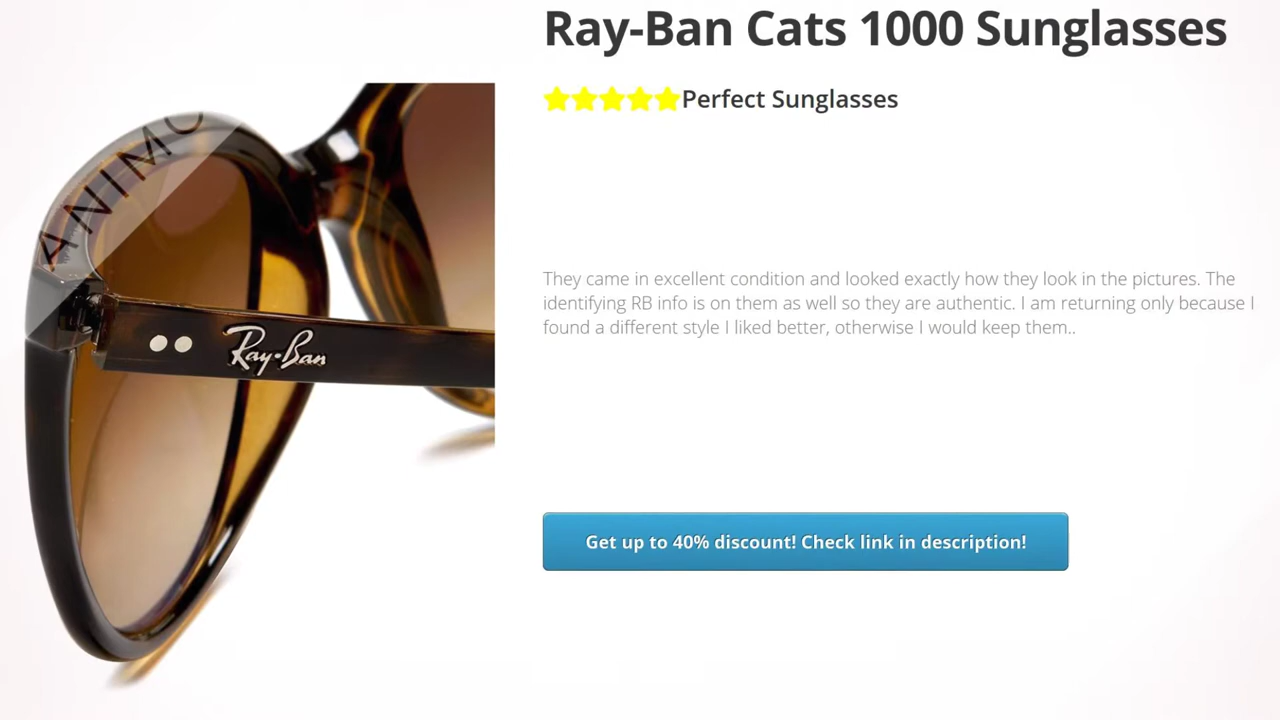 Ray-Ban Cats 1000 Sunglasses
Perfect Sunglasses
ANIMO
They came in excellent condition and looked exactly how they look in the pictures. The
identifying RB info is on them as well so they are authentic. I am returning only because I
found a different style I liked better, otherwise I would keep them..
Ray-Ban
Get up to 40% discount! Check link in description!